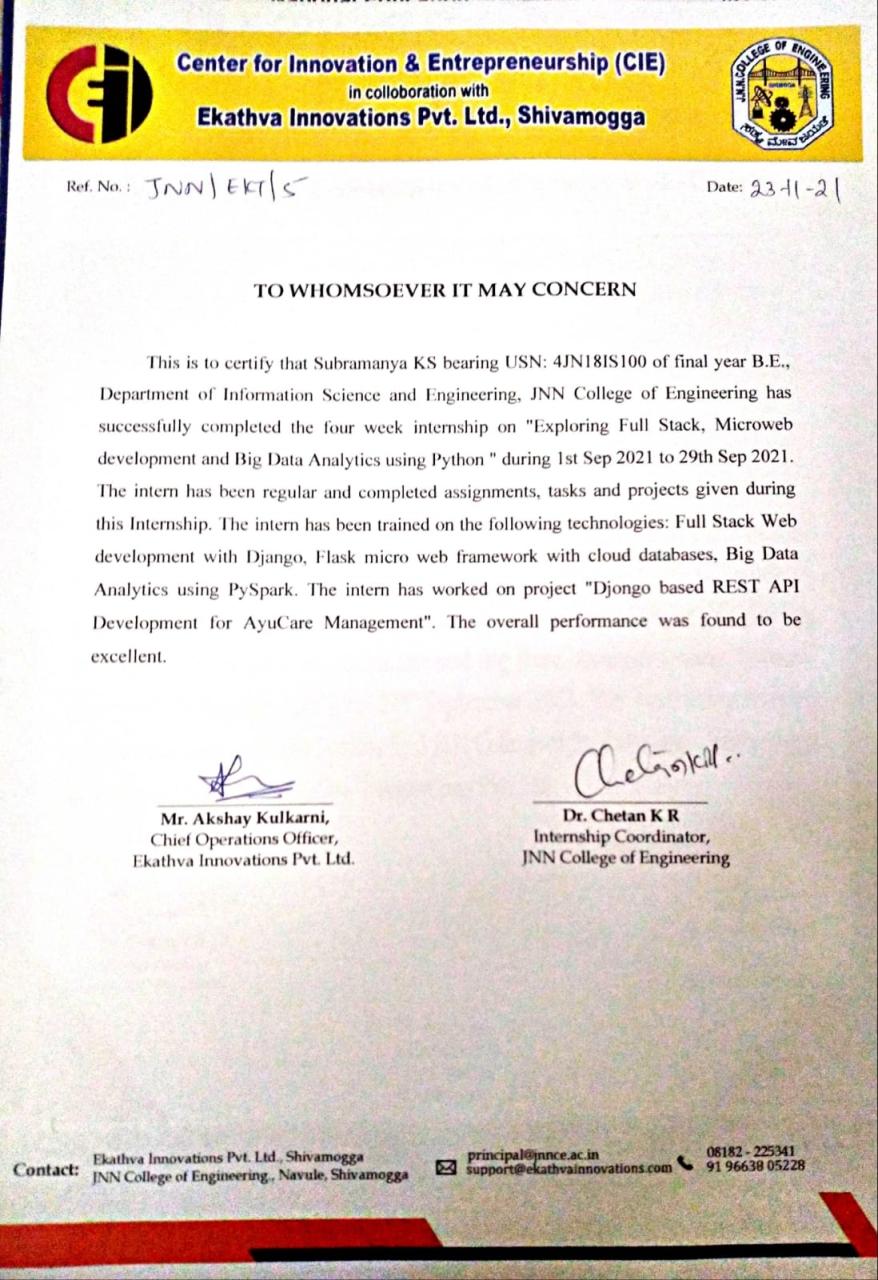 Center for Innovation & Entrepreneurship (CIE)
in colloboration with
Ekathva Innovations Pvt. Ltd., Shivamogga
J.N.N.COLLEGE OF ENGINEERING
Ref. No. : JNN/EKT/5
Date: 23-11-21
TO WHOMSOEVER IT MAY CONCERN
This is to certify that Subramanya KS bearing USN: 4JN18IS100 of final year B.E.,
Department of Information Science and Engineering, JNN College of Engineering has
successfully completed the four week internship on "Exploring Full Stack, Microweb
development and Big Data Analytics using Python " during 1st Sep 2021 to 29th Sep 2021.
The intern has been regular and completed assignments, tasks and projects given during
this Internship. The intern has been trained on the following technologies: Full Stack Web
development with Django, Flask micro web framework with cloud databases, Big Data
Analytics using PySpark. The intern has worked on project "Djongo based REST API
Development for AyuCare Management". The overall performance was found to be
excellent.
Mr. Akshay Kulkarni,
Chief Operations Officer,
Ekathva Innovations Pvt. Ltd.
Dr. Chetan K R
Internship Coordinator,
JNN College of Engineering
Contact:
Ekathva Innovations Pvt. Ltd., Shivamogga
JNN College of Engineering., Navule, Shivamogga
principal@jnnce.ac.in
support@ekathvainnovations.com
08182 - 225341
91 96638 05228